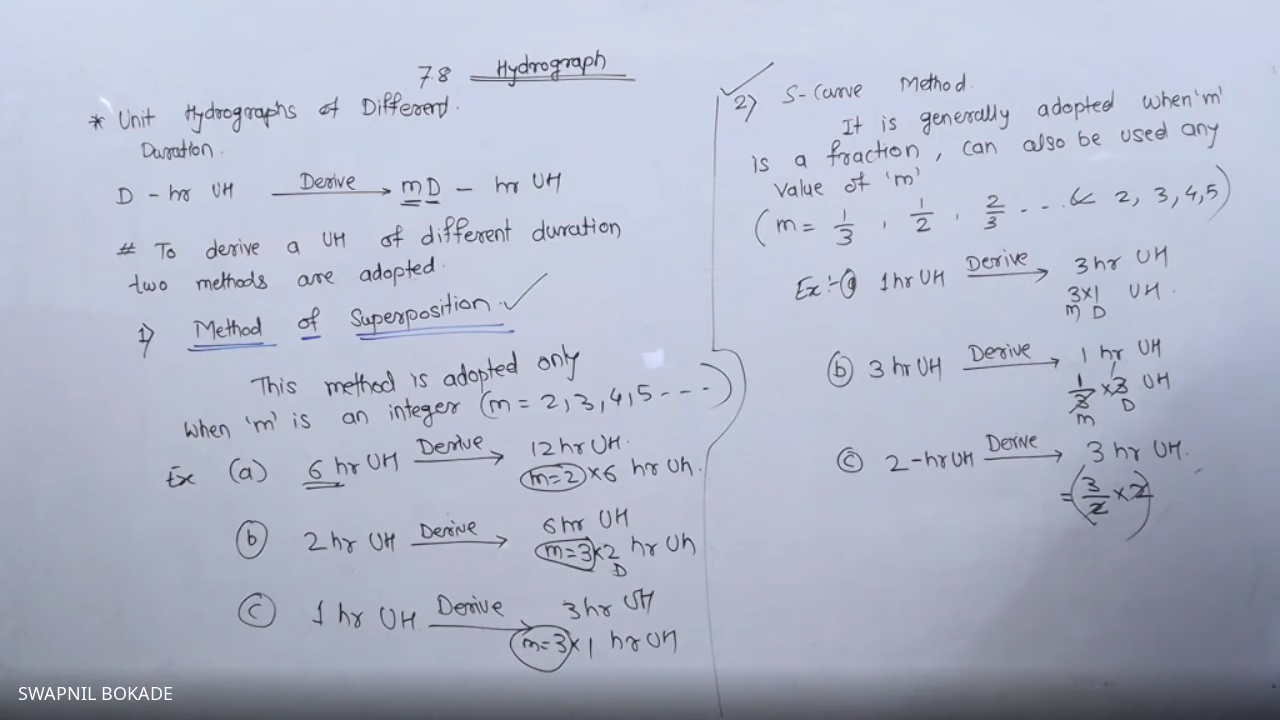 7.8 Hydrograph
* Unit Hydrographs of Different
Duration.
D - hr UH Derive mD - hr UH
# To derive a UH of different duration
two methods are adopted.
1) Method of Superposition ✓
This method is adopted only
when 'm' is an integer (m = 2, 3, 4, 5 - - -)
Ex (a) 6 hr UH Derive 12 hr UH.
m=2 × 6 hr Uh.
(b) 2 hr UH Derive 6 hr UH
m=3 × 2 hr Uh
D
(c) 1 hr UH Derive 3 hr UH
m=3 × 1 hr UH
✓ 2) S-Curve Method.
It is generally adopted when 'm'
is a fraction, can also be used any
value of 'm'
(m = 1/3, 1/2, 2/3 - - - & 2, 3, 4, 5)
Ex:- (a) 1 hr UH Derive 3 hr UH
3×1 UH.
m D
(b) 3 hr UH Derive 1 hr UH
1/3 × 3 UH
m D
(c) 2-hr UH Derive 3 hr UH.
= (3/2 × 2)
SWAPNIL BOKADE